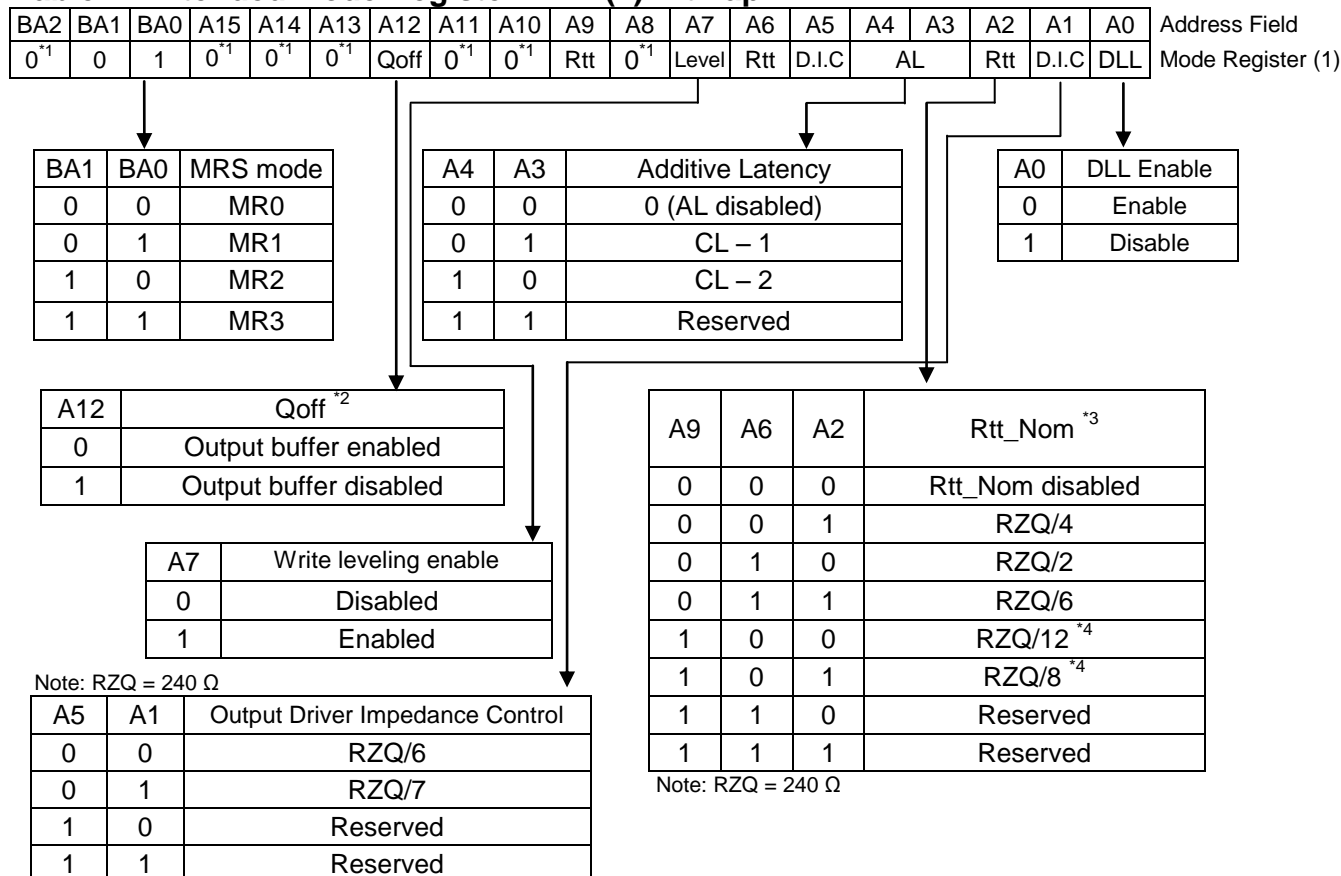 BA2 BA1 BA0 A15 A14 A13 A12 A11 A10 A9 A8 A7 A6 A5 A4 A3 A2 A1 A0 Address Field
0*1 0 1 0*1 0*1 0*1 Qoff 0*1 0*1 Rtt 0*1 Level Rtt D.I.C AL Rtt D.I.C DLL Mode Register (1)
BA1 BA0 MRS mode
0 0 MR0
0 1 MR1
1 0 MR2
1 1 MR3
A4 A3 Additive Latency
0 0 0 (AL disabled)
0 1 CL – 1
1 0 CL – 2
1 1 Reserved
A0 DLL Enable
0 Enable
1 Disable
A12 Qoff *2
0 Output buffer enabled
1 Output buffer disabled
A7 Write leveling enable
0 Disabled
1 Enabled
Note: RZQ = 240 Ω
A5 A1 Output Driver Impedance Control
0 0 RZQ/6
0 1 RZQ/7
1 0 Reserved
1 1 Reserved
A9 A6 A2 Rtt_Nom *3
0 0 0 Rtt_Nom disabled
0 0 1 RZQ/4
0 1 0 RZQ/2
0 1 1 RZQ/6
1 0 0 RZQ/12 *4
1 0 1 RZQ/8 *4
1 1 0 Reserved
1 1 1 Reserved
Note: RZQ = 240 Ω